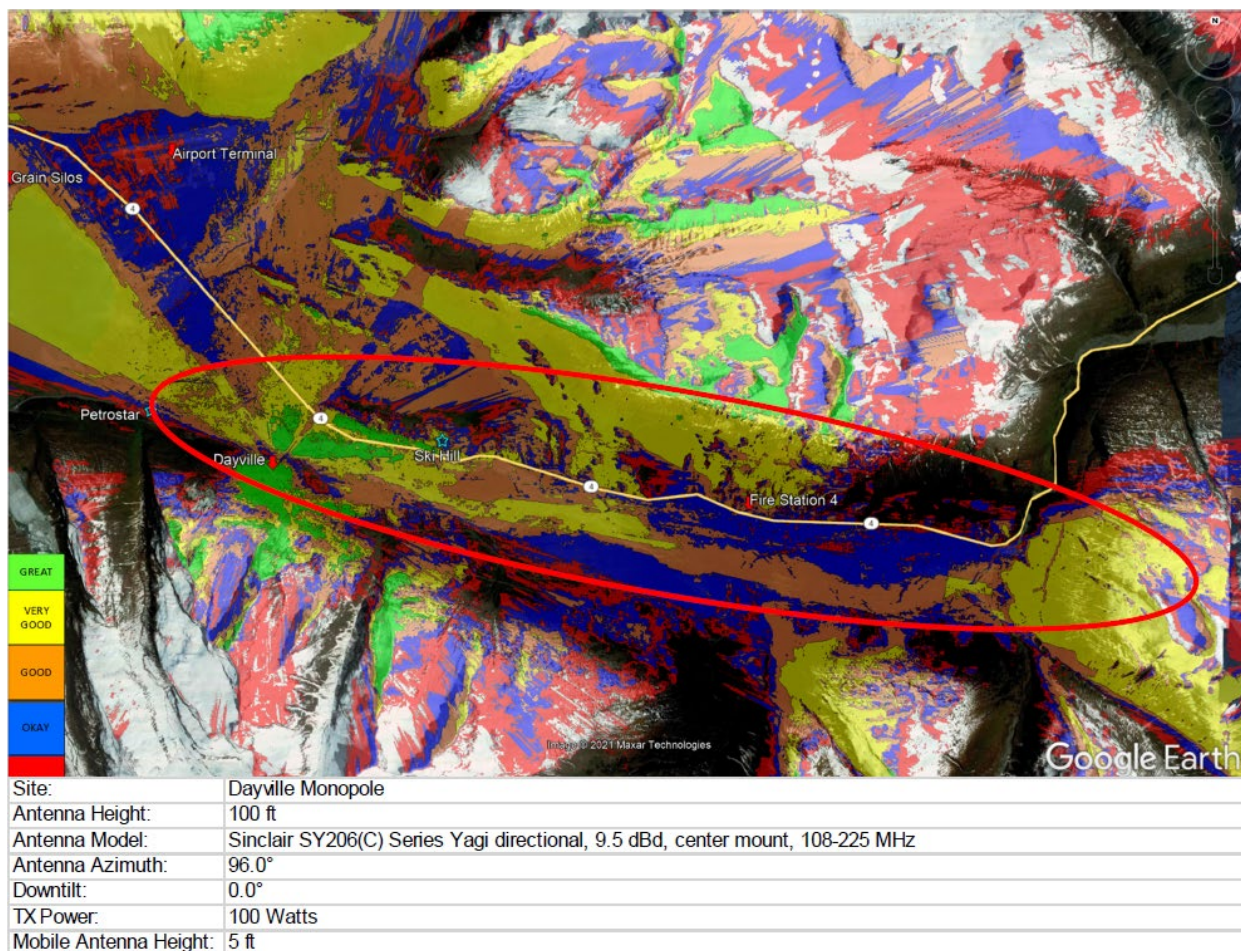 N
Airport Terminal
Grain Silos
4
4
Petrostar
Dayville
Ski Hill
4
Fire Station 4
4
GREAT
VERY
GOOD
GOOD
OKAY
Image © 2021 Maxar Technologies
Google Earth
Site: Dayville Monopole
Antenna Height: 100 ft
Antenna Model: Sinclair SY206(C) Series Yagi directional, 9.5 dBd, center mount, 108-225 MHz
Antenna Azimuth: 96.0°
Downtilt: 0.0°
TX Power: 100 Watts
Mobile Antenna Height: 5 ft